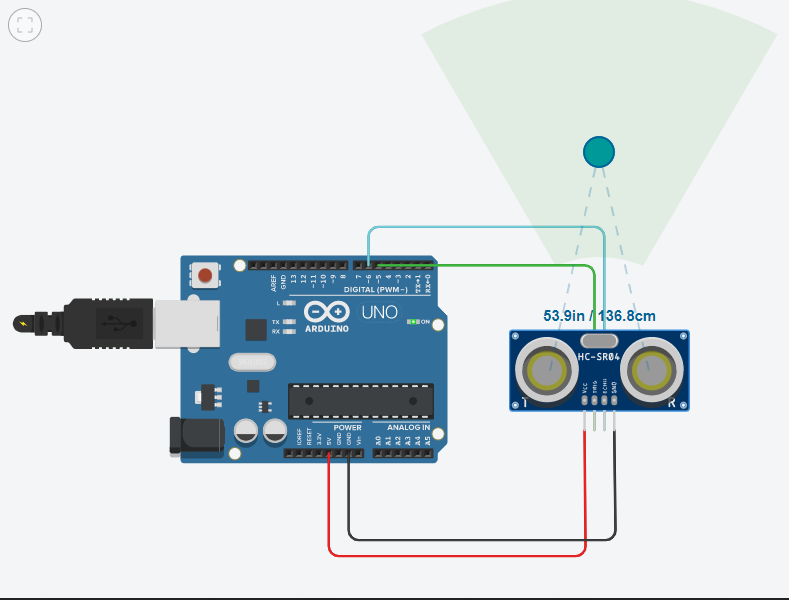 AREF
GND
13
12
~11
~10
~9
8
7
~6
~5
4
~3
2
TX→1
RX←0
DIGITAL (PWM~)
L
TX
RX
UNO
ARDUINO
ON
53.9in / 136.8cm
HC-SR04
VCC
TRIG
ECHO
GND
T
R
POWER
ANALOG IN
IOREF
RESET
3.3V
5V
GND
GND
Vin
A0
A1
A2
A3
A4
A5